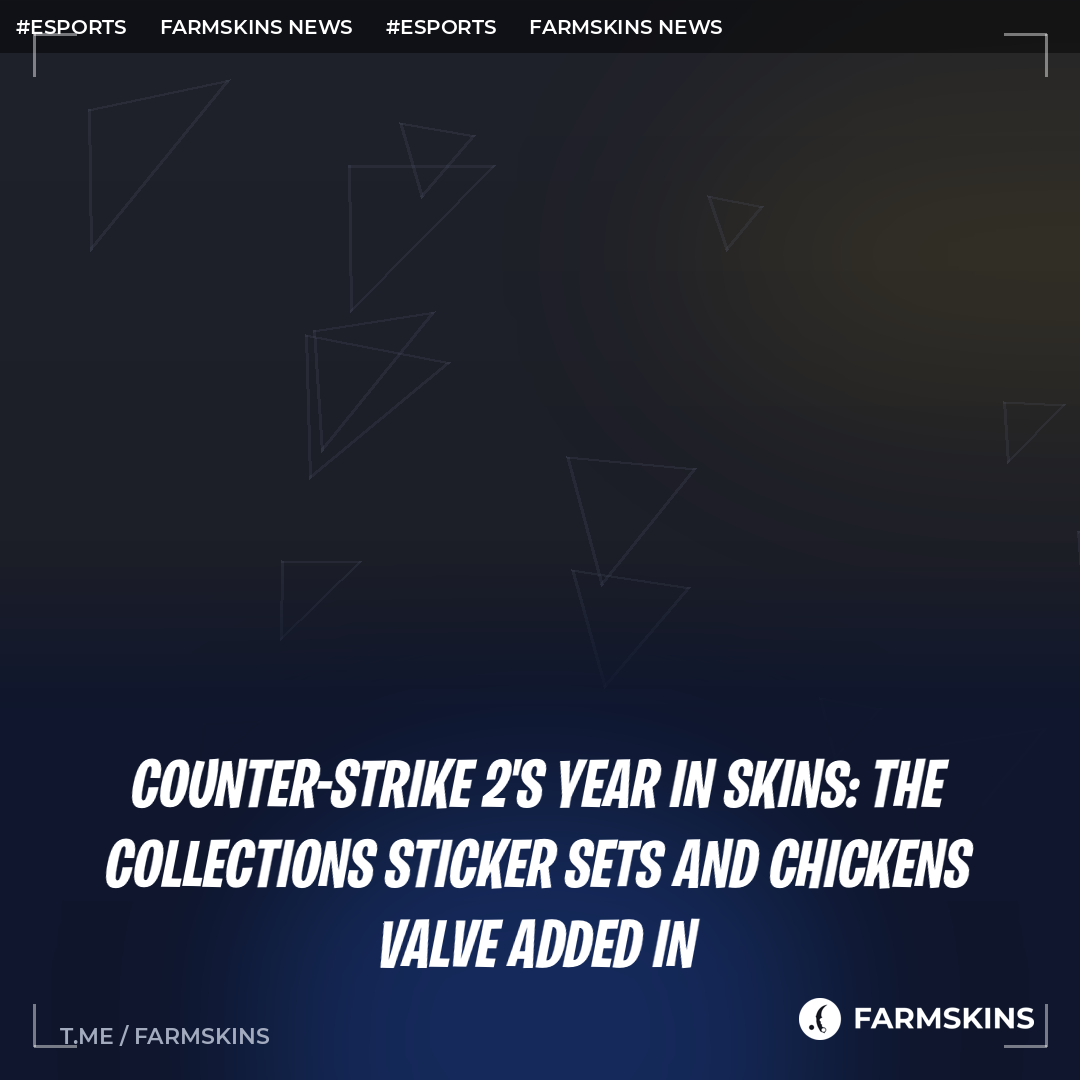 #ESPORTS FARMSKINS NEWS #ESPORTS FARMSKINS NEWS
COUNTER-STRIKE 2'S YEAR IN SKINS: THE
COLLECTIONS STICKER SETS AND CHICKENS
VALVE ADDED IN
T.ME / FARMSKINS
FARMSKINS